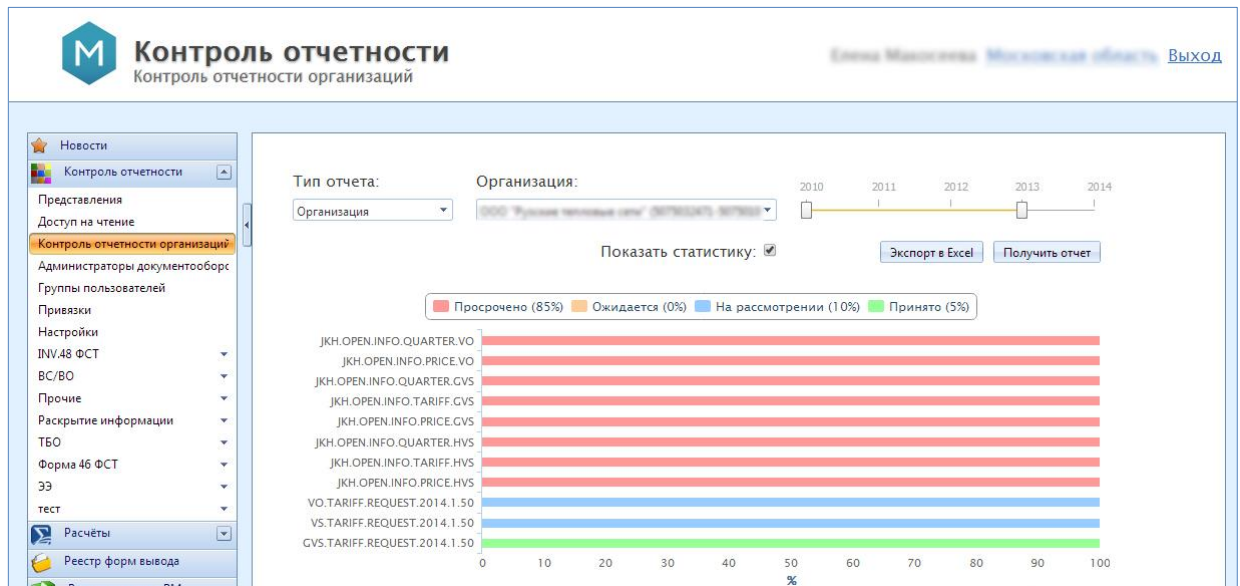 М
Контроль отчетности
Контроль отчетности организаций
Выход
Новости
Контроль отчетности
Представления
Доступ на чтение
Контроль отчетности организаций
Администраторы документооборс
Группы пользователей
Привязки
Настройки
INV.48 ФСТ
ВС/ВО
Прочие
Раскрытие информации
ТБО
Форма 46 ФСТ
ЭЭ
тест
Расчёты
Реестр форм вывода
Тип отчета:
Организация:
2010 2011 2012 2013 2014
Организация
Показать статистику:
Экспорт в Excel
Получить отчет
Просрочено (85%) Ожидается (0%) На рассмотрении (10%) Принято (5%)
JKH.OPEN.INFO.QUARTER.VO
JKH.OPEN.INFO.PRICE.VO
JKH.OPEN.INFO.QUARTER.GVS
JKH.OPEN.INFO.TARIFF.GVS
JKH.OPEN.INFO.PRICE.GVS
JKH.OPEN.INFO.QUARTER.HVS
JKH.OPEN.INFO.TARIFF.HVS
JKH.OPEN.INFO.PRICE.HVS
VO.TARIFF.REQUEST.2014.1.50
VS.TARIFF.REQUEST.2014.1.50
GVS.TARIFF.REQUEST.2014.1.50
0 10 20 30 40 50 60 70 80 90 100
%